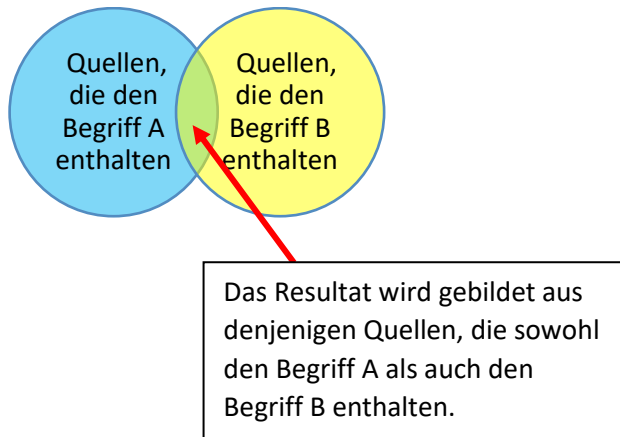 Quellen,
die den
Begriff A
enthalten
Quellen,
die den
Begriff B
enthalten
Das Resultat wird gebildet aus
denjenigen Quellen, die sowohl
den Begriff A als auch den
Begriff B enthalten.